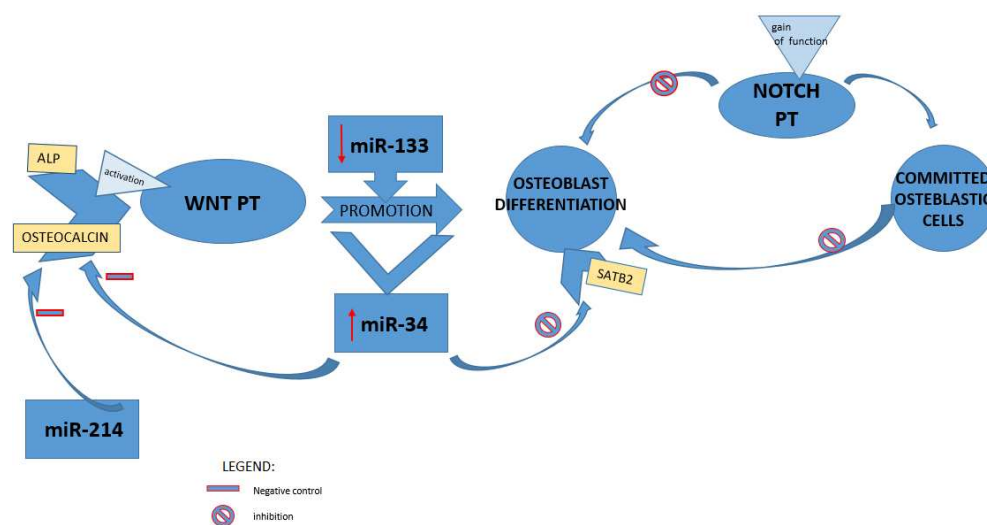 gain
of function
NOTCH
PT
miR-133
ALP
activation
WNT PT
PROMOTION
OSTEOBLAST
DIFFERENTIATION
COMMITTED
OSTEBLASTIC
CELLS
OSTEOCALCIN
SATB2
miR-34
miR-214
LEGEND:
Negative control
inhibition